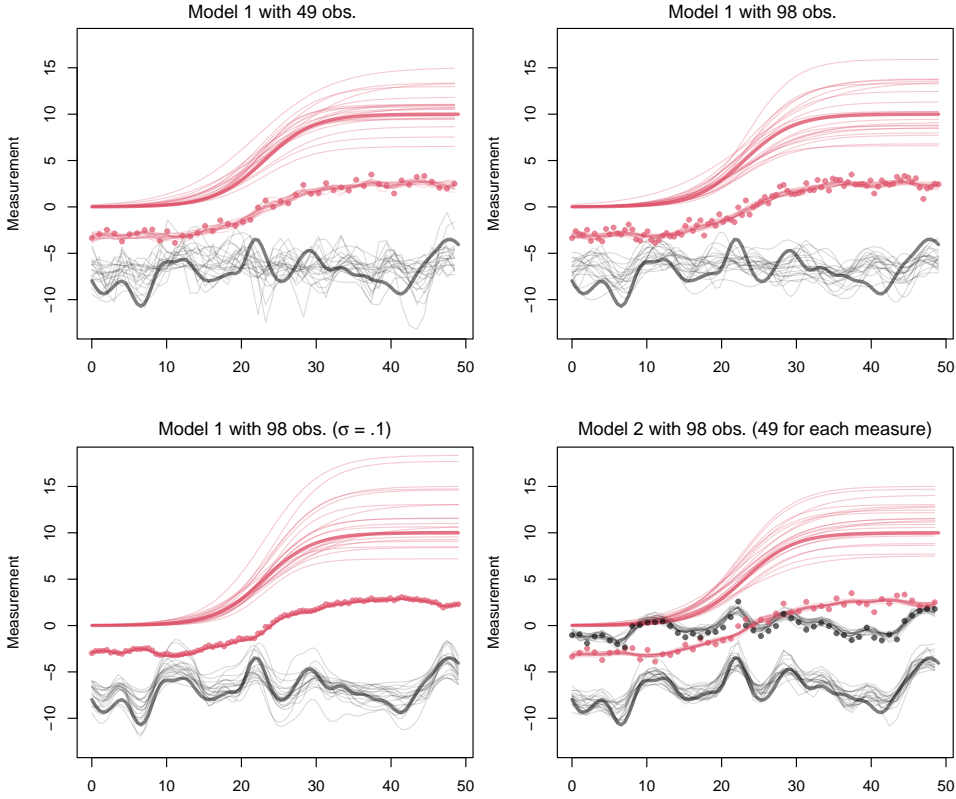 Model 1 with 49 obs.
Measurement
15
10
5
0
−5
−10
0 10 20 30 40 50
Model 1 with 98 obs.
Measurement
15
10
5
0
−5
−10
0 10 20 30 40 50
Model 1 with 98 obs. (σ = .1)
Measurement
15
10
5
0
−5
−10
0 10 20 30 40 50
Model 2 with 98 obs. (49 for each measure)
Measurement
15
10
5
0
−5
−10
0 10 20 30 40 50